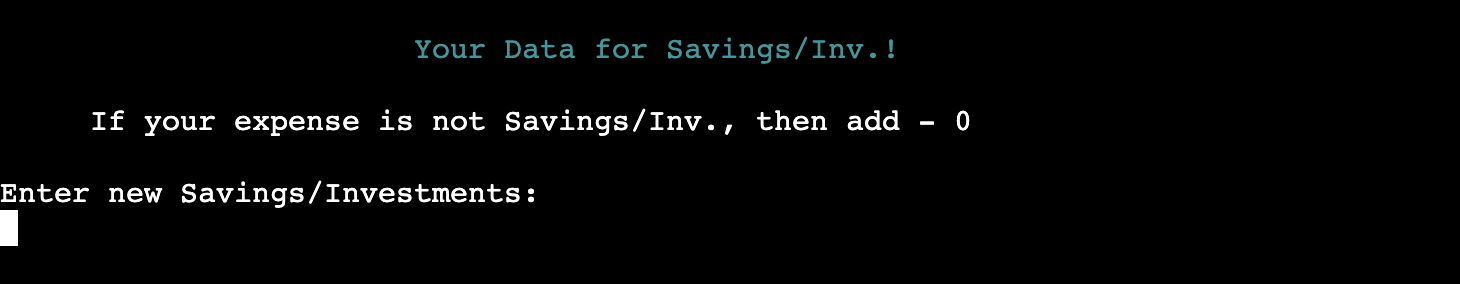 Your Data for Savings/Inv.!
If your expense is not Savings/Inv., then add - 0
Enter new Savings/Investments: